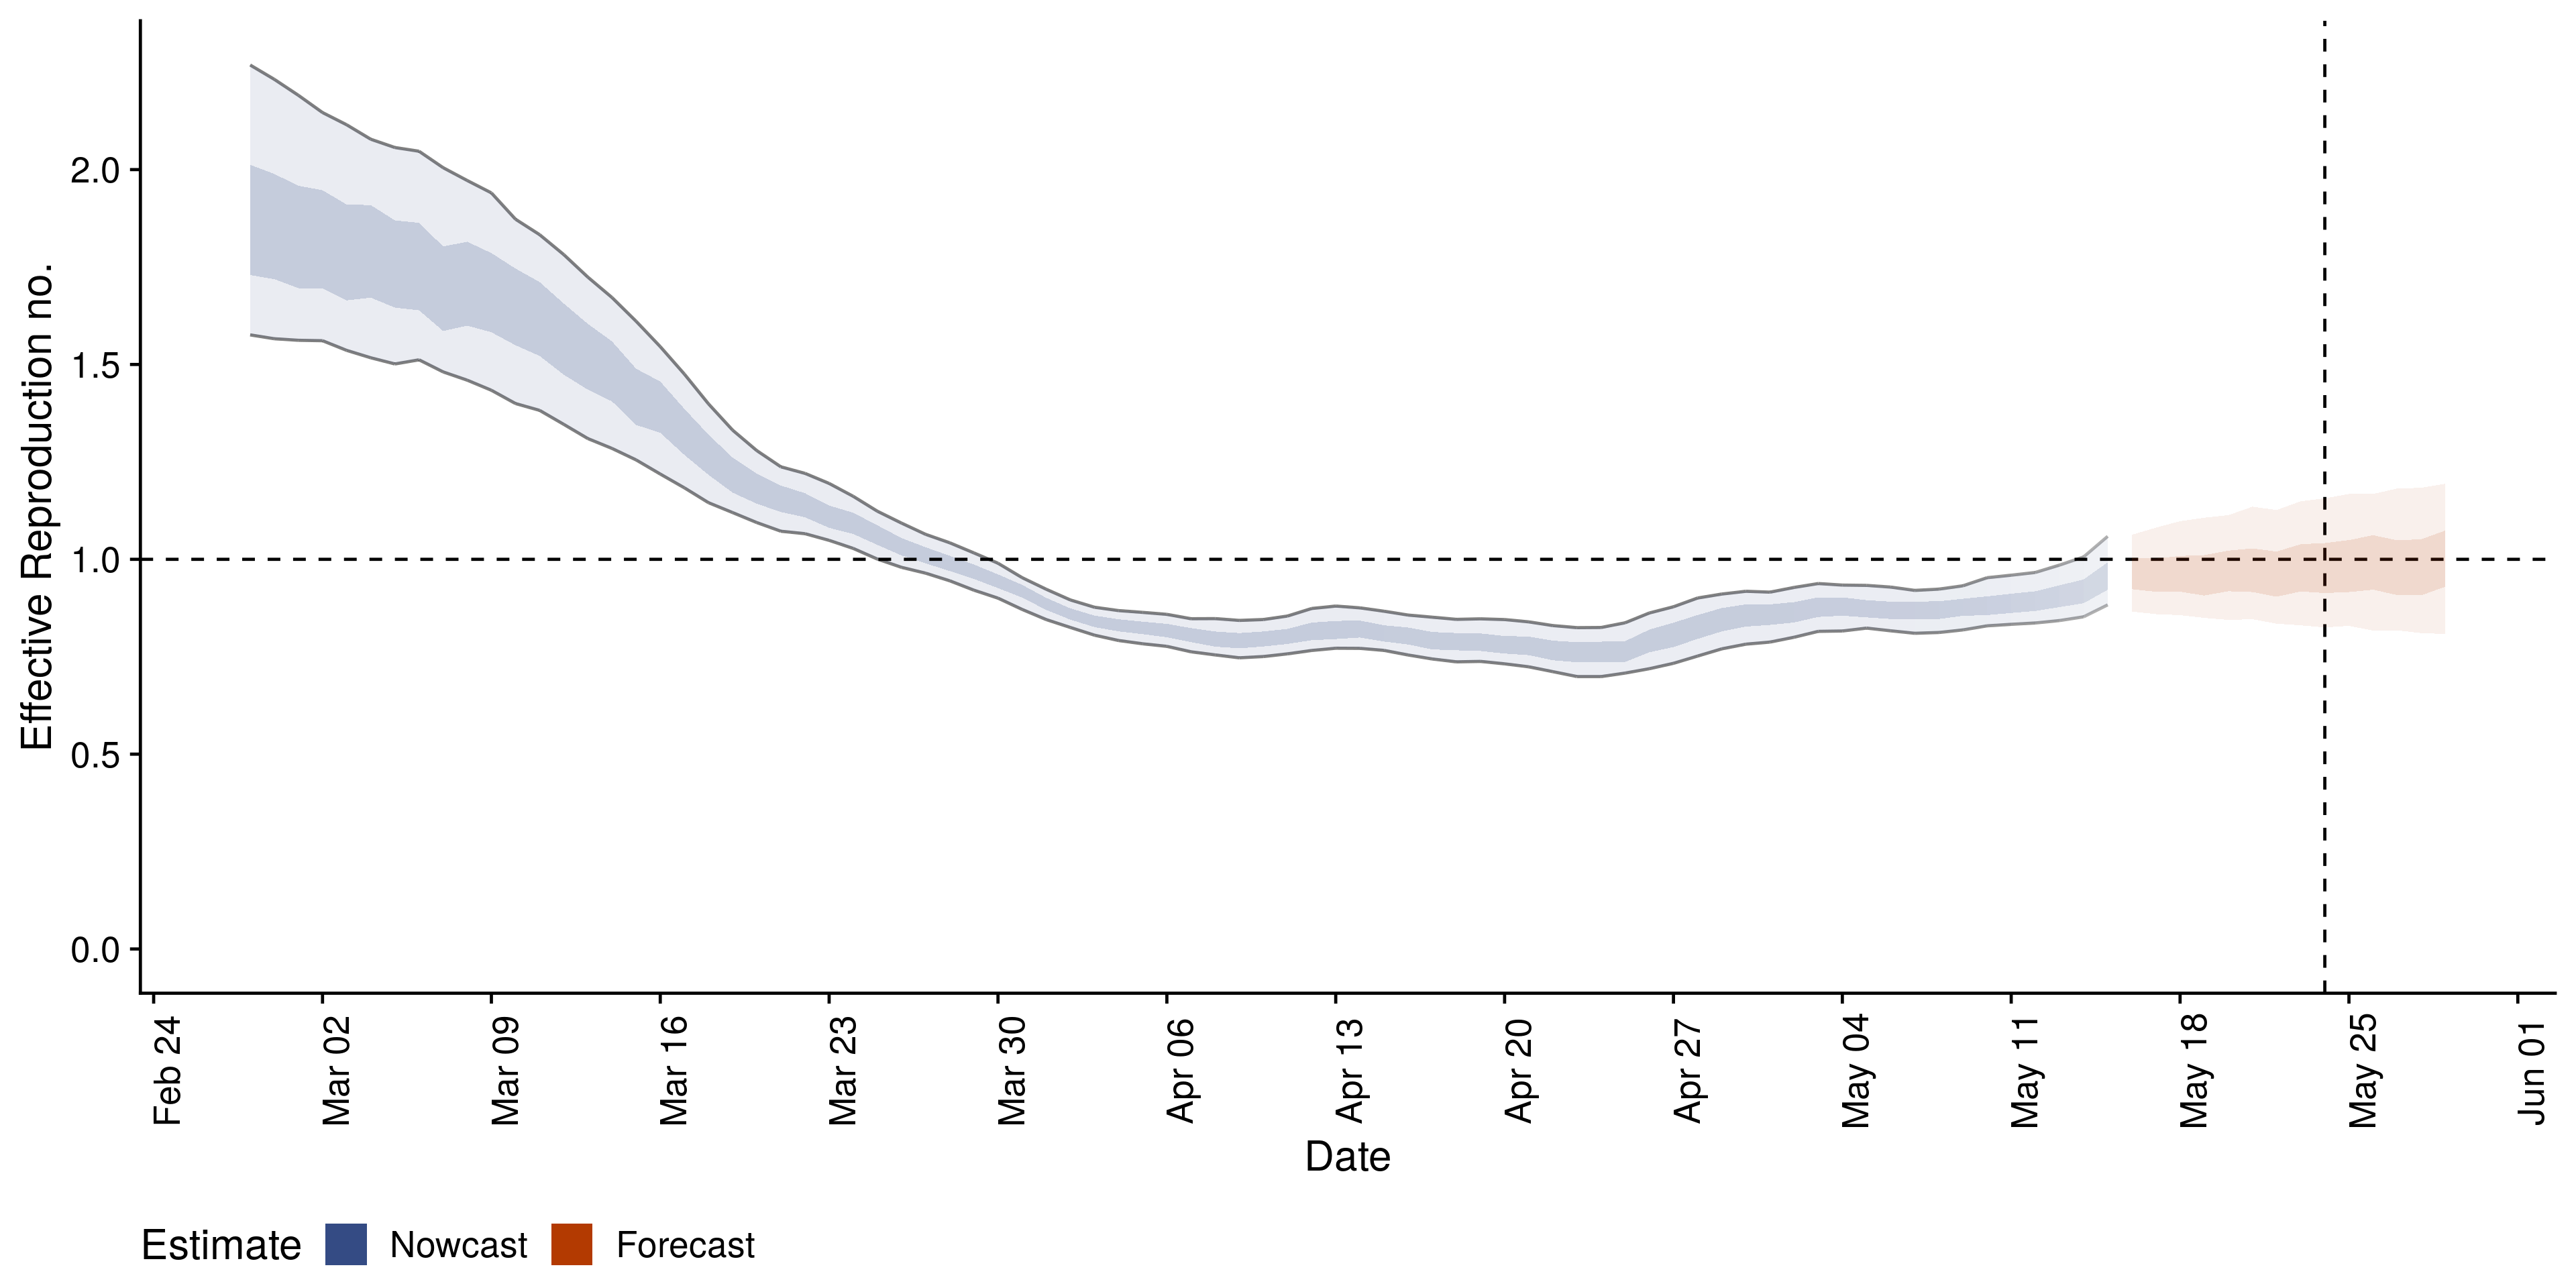 Effective Reproduction no.
2.0
1.5
1.0
0.5
0.0
Feb 24
Mar 02
Mar 09
Mar 16
Mar 23
Mar 30
Apr 06
Apr 13
Apr 20
Apr 27
May 04
May 11
May 18
May 25
Jun 01
Date
Estimate Nowcast Forecast